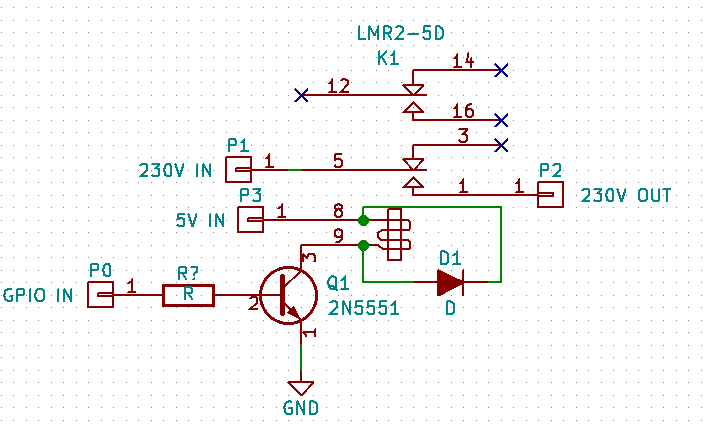 LMR2-5D
K1
14
12
16
3
P1
230V IN
1
5
P2
1
1
230V OUT
P3
5V IN
1
8
9
3
D1
D
P0
GPIO IN
1
R?
R
2
Q1
2N5551
1
GND